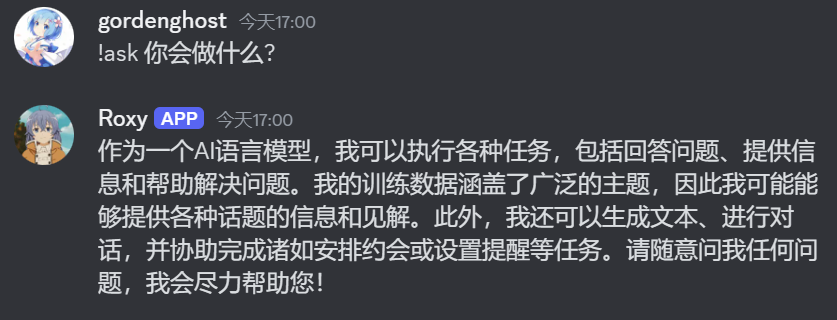 gordenghost 今天17:00
!ask 你会做什么?
Roxy APP 今天17:00
作为一个AI语言模型，我可以执行各种任务，包括回答问题、提供信
息和帮助解决问题。我的训练数据涵盖了广泛的主题，因此我可能能
够提供各种话题的信息和见解。此外，我还可以生成文本、进行对
话，并协助完成诸如安排约会或设置提醒等任务。请随意问我任何问
题，我会尽力帮助您！